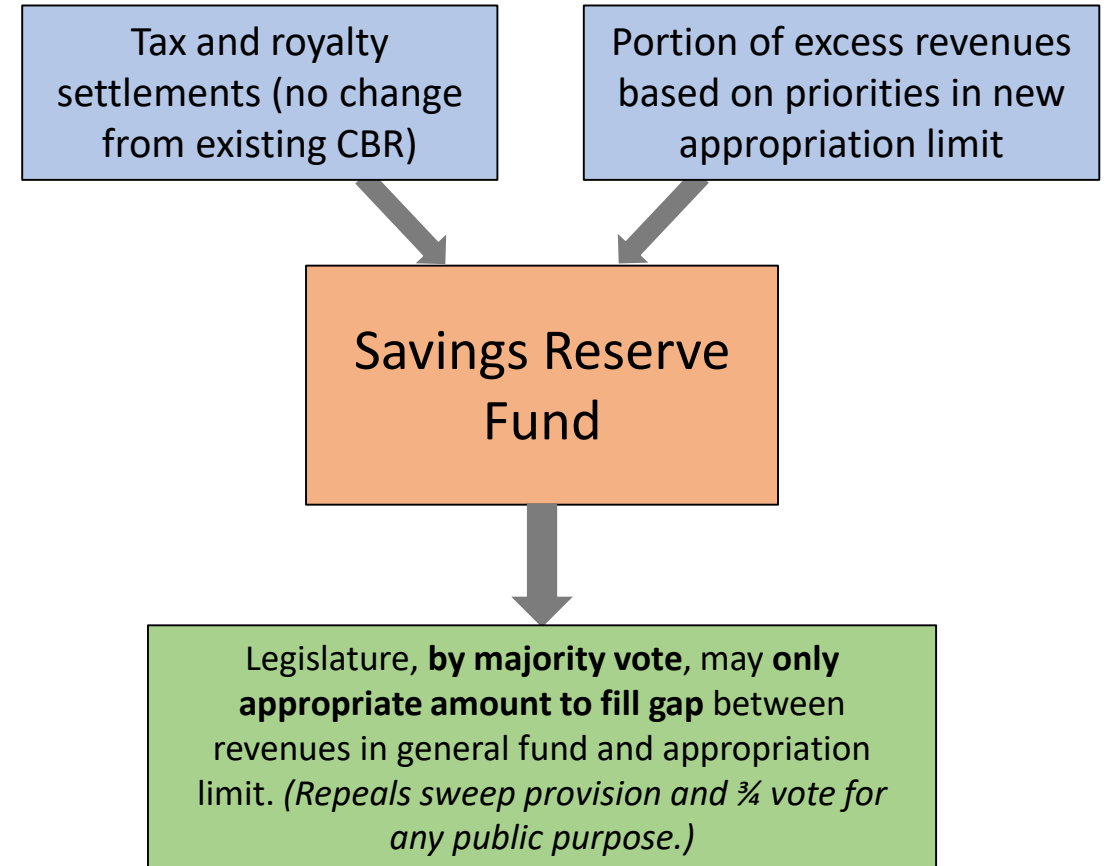 Tax and royalty
settlements (no change
from existing CBR)
Portion of excess revenues
based on priorities in new
appropriation limit
Savings Reserve
Fund
Legislature, by majority vote, may only
appropriate amount to fill gap between
revenues in general fund and appropriation
limit. (Repeals sweep provision and ¾ vote for
any public purpose.)